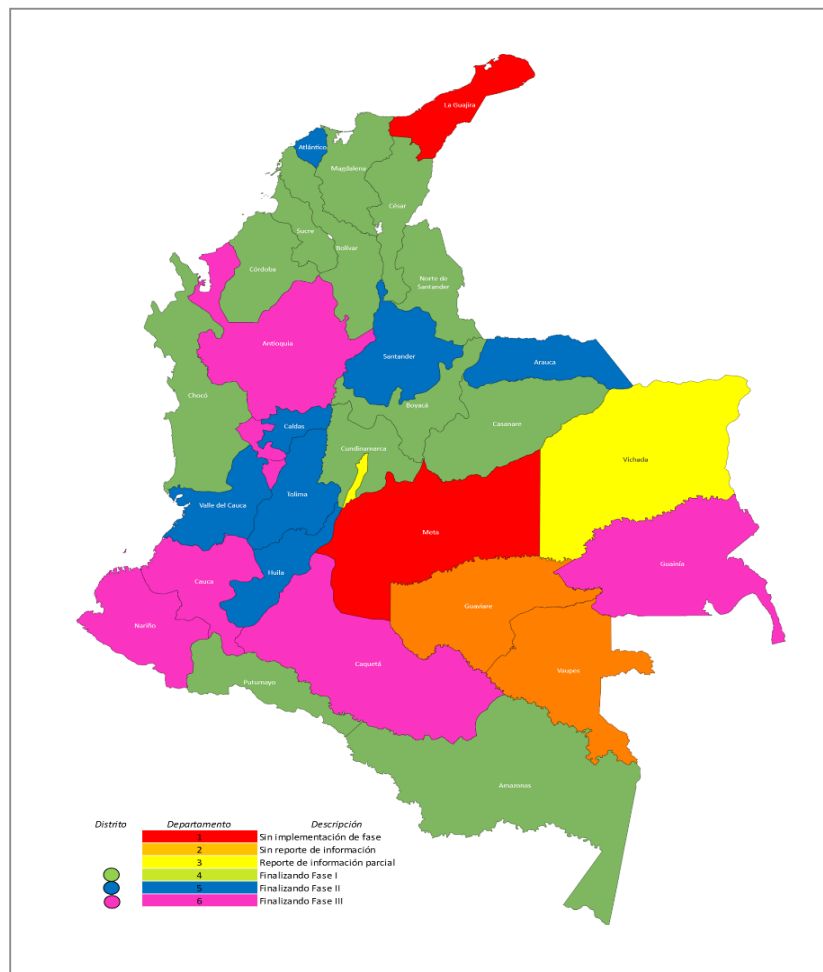 La Guajira
Atlántico
Magdalena
César
Sucre
Bolívar
Córdoba
Norte de
Santander
Antioquia
Santander
Arauca
Chocó
Boyacá
Caldas
Casanare
Cundinamarca
Vichada
Tolima
Valle del Cauca
Meta
Guainía
Huila
Cauca
Guaviare
Nariño
Caquetá
Vaupes
Putumayo
Amazonas
Distrito Departamento Descripción
1 Sin implementación de fase
2 Sin reporte de información
3 Reporte de información parcial
4 Finalizando Fase I
5 Finalizando Fase II
6 Finalizando Fase III